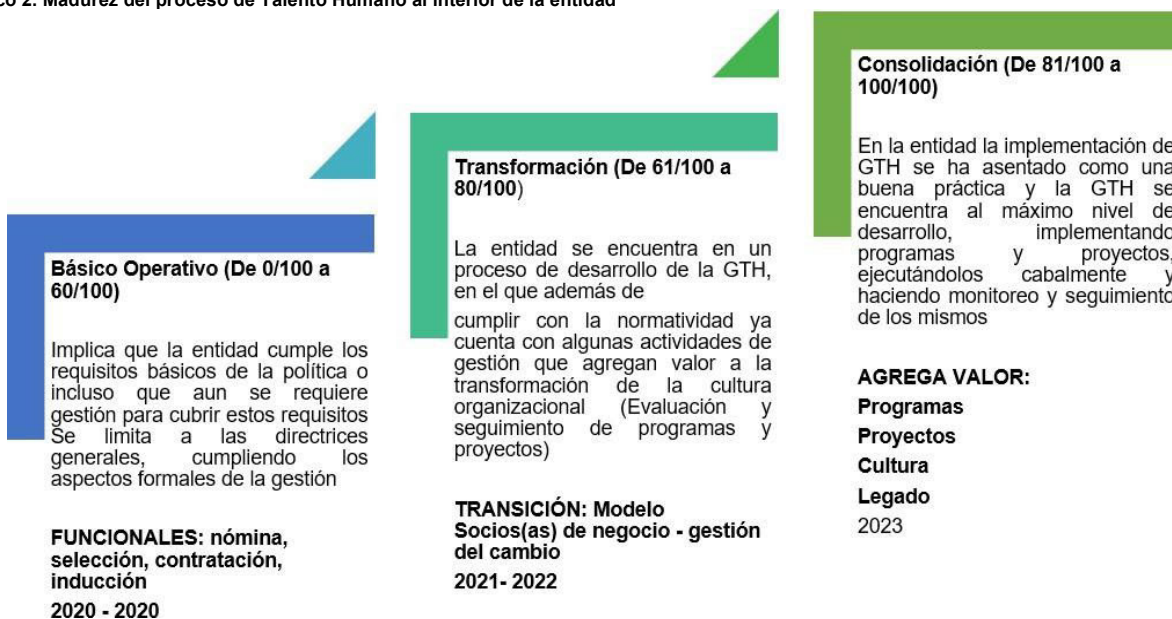 co 2. Madurez del proceso de Talento Humano al interior de la entidad
Básico Operativo (De 0/100 a
60/100)
Implica que la entidad cumple los
requisitos básicos de la política o
incluso que aun se requiere
gestión para cubrir estos requisitos
Se limita a las directrices
generales, cumpliendo los
aspectos formales de la gestión
FUNCIONALES: nómina,
selección, contratación,
inducción
2020 - 2020
Transformación (De 61/100 a
80/100)
La entidad se encuentra en un
proceso de desarrollo de la GTH,
en el que además de
cumplir con la normatividad ya
cuenta con algunas actividades de
gestión que agregan valor a la
transformación de la cultura
organizacional (Evaluación y
seguimiento de programas y
proyectos)
TRANSICIÓN: Modelo
Socios(as) de negocio - gestión
del cambio
2021- 2022
Consolidación (De 81/100 a
100/100)
En la entidad la implementación de
GTH se ha asentado como una
buena práctica y la GTH se
encuentra al máximo nivel de
desarrollo, implementando
programas y proyectos,
ejecutándolos cabalmente y
haciendo monitoreo y seguimiento
de los mismos
AGREGA VALOR:
Programas
Proyectos
Cultura
Legado
2023